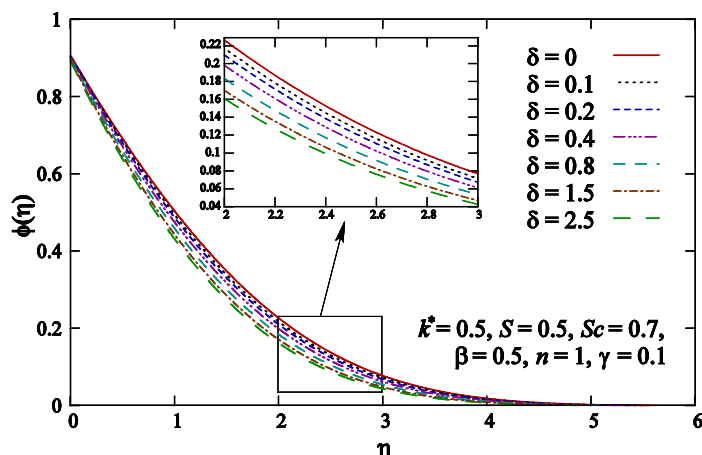 1
0.8
0.6
0.4
0.2
0
0 1 2 3 4 5 6
ϕ(η)
η
0.22
0.2
0.18
0.16
0.14
0.12
0.1
0.08
0.06
0.04
2 2.2 2.4 2.6 2.8 3
δ = 0
δ = 0.1
δ = 0.2
δ = 0.4
δ = 0.8
δ = 1.5
δ = 2.5
k* = 0.5, S = 0.5, Sc = 0.7,
β = 0.5, n = 1, γ = 0.1